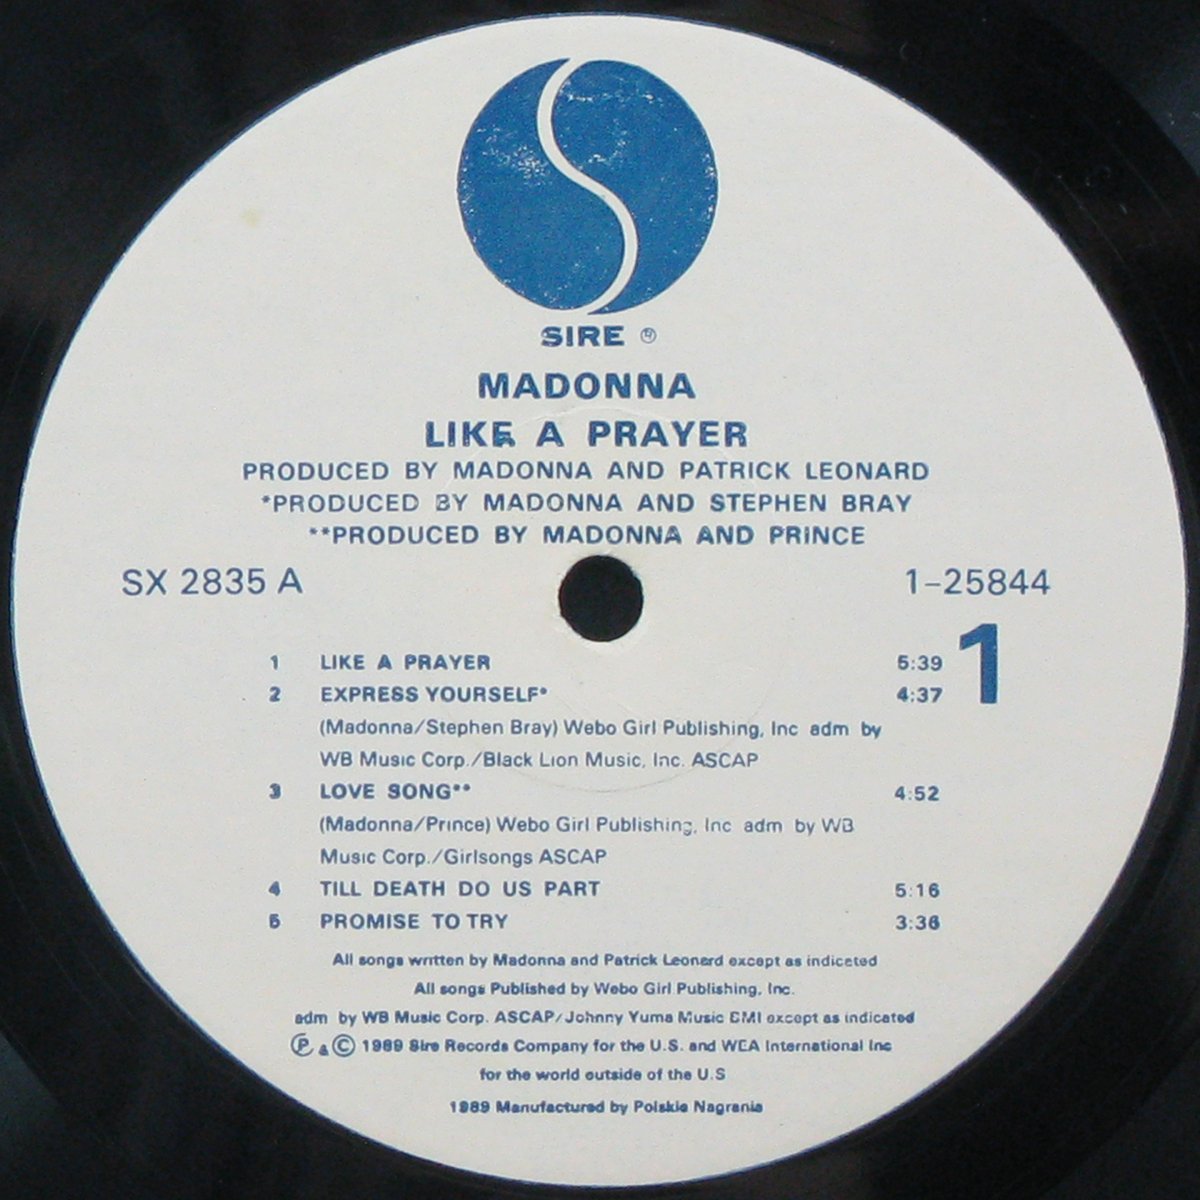 SIRE ®
MADONNA
LIKE A PRAYER
PRODUCED BY MADONNA AND PATRICK LEONARD
*PRODUCED BY MADONNA AND STEPHEN BRAY
**PRODUCED BY MADONNA AND PRINCE
SX 2835 A 1-25844
1
1 LIKE A PRAYER 5:39
2 EXPRESS YOURSELF* 4:37
(Madonna/Stephen Bray) Webo Girl Publishing, Inc adm by
WB Music Corp./Black Lion Music, Inc. ASCAP
3 LOVE SONG** 4:52
(Madonna/Prince) Webo Girl Publishing, Inc adm by WB
Music Corp./Girlsongs ASCAP
4 TILL DEATH DO US PART 5:16
5 PROMISE TO TRY 3:36
All songs written by Madonna and Patrick Leonard except as indicated
All songs Published by Webo Girl Publishing, Inc.
adm by WB Music Corp. ASCAP/Johnny Yuma Music BMI except as indicated
℗ & © 1989 Sire Records Company for the U.S. and WEA International Inc
for the world outside of the U.S
1989 Manufactured by Polskie Nagrania